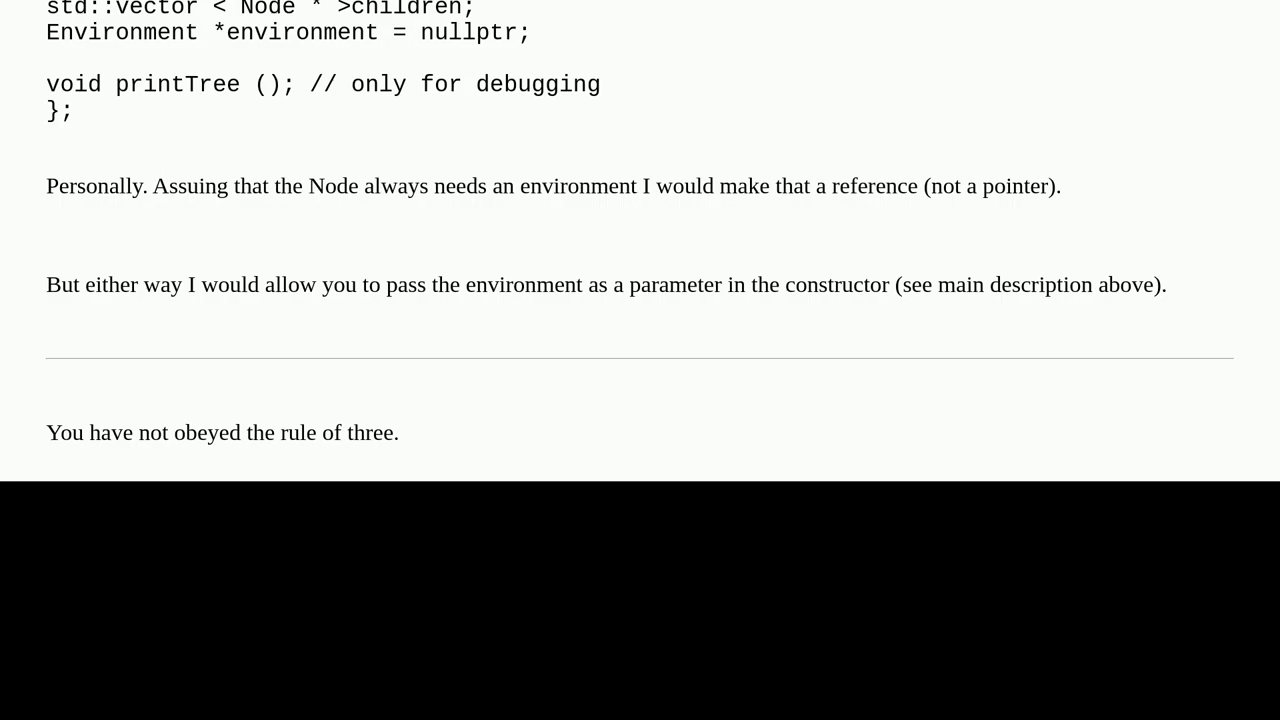 std::vector < Node * >children;
Environment *environment = nullptr;
void printTree (); // only for debugging
};
Personally. Assuing that the Node always needs an environment I would make that a reference (not a pointer).
But either way I would allow you to pass the environment as a parameter in the constructor (see main description above).
You have not obeyed the rule of three.